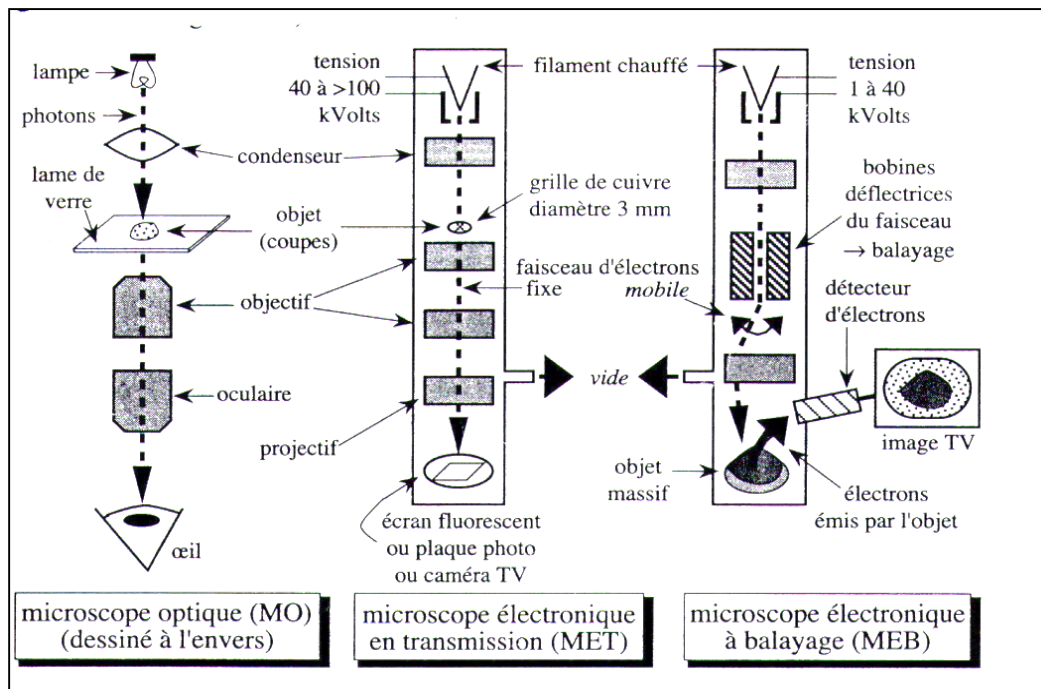 lampe
photons
lame de
verre
objet
(coupes)
condenseur
objectif
oculaire
œil
microscope optique (MO)
(dessiné à l'envers)
tension
40 à >100
kVolts
filament chauffé
grille de cuivre
diamètre 3 mm
faisceau d'électrons
fixe
mobile
vide
projectif
écran fluorescent
ou plaque photo
ou caméra TV
microscope électronique
en transmission (MET)
tension
1 à 40
kVolts
bobines
déflectrices
du faisceau
→ balayage
détecteur
d'électrons
image TV
objet
massif
électrons
émis par l'objet
microscope électronique
à balayage (MEB)